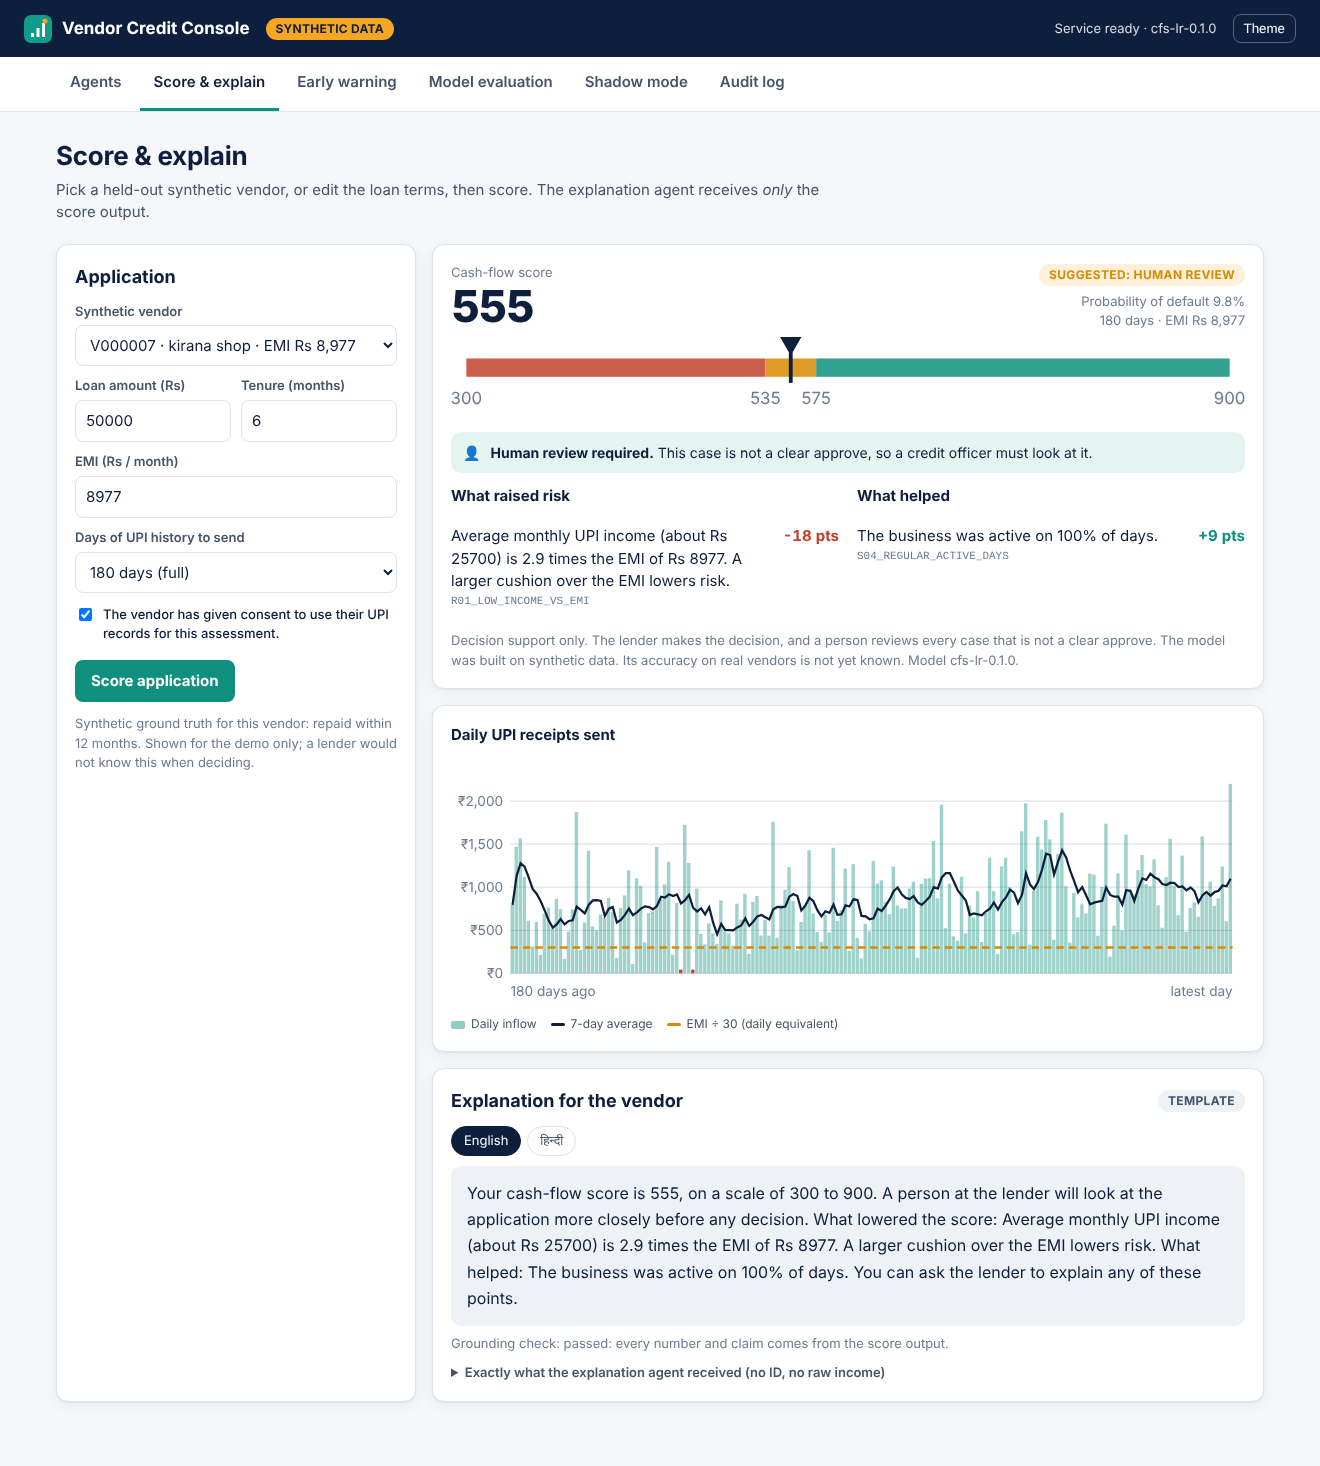 Vendor Credit Console
SYNTHETIC DATA
Service ready · cfs-lr-0.1.0
Theme
Agents
Score & explain
Early warning
Model evaluation
Shadow mode
Audit log
Score & explain
Pick a held-out synthetic vendor, or edit the loan terms, then score. The explanation agent receives only the
score output.
Application
Synthetic vendor
V000007 · kirana shop · EMI Rs 8,977
Loan amount (Rs)
Tenure (months)
50000
6
EMI (Rs / month)
8977
Days of UPI history to send
180 days (full)
The vendor has given consent to use their UPI
records for this assessment.
Score application
Synthetic ground truth for this vendor: repaid within
12 months. Shown for the demo only; a lender would
not know this when deciding.
Cash-flow score
555
SUGGESTED: HUMAN REVIEW
Probability of default 9.8%
180 days · EMI Rs 8,977
300
535
575
900
Human review required. This case is not a clear approve, so a credit officer must look at it.
What raised risk
Average monthly UPI income (about Rs
25700) is 2.9 times the EMI of Rs 8977. A
larger cushion over the EMI lowers risk.
R01_LOW_INCOME_VS_EMI
-18 pts
What helped
The business was active on 100% of days.
S04_REGULAR_ACTIVE_DAYS
+9 pts
Decision support only. The lender makes the decision, and a person reviews every case that is not a clear approve. The model
was built on synthetic data. Its accuracy on real vendors is not yet known. Model cfs-lr-0.1.0.
Daily UPI receipts sent
₹2,000
₹1,500
₹1,000
₹500
₹0
180 days ago
latest day
Daily inflow
7-day average
EMI ÷ 30 (daily equivalent)
Explanation for the vendor
TEMPLATE
English
हिन्दी
Your cash-flow score is 555, on a scale of 300 to 900. A person at the lender will look at the
application more closely before any decision. What lowered the score: Average monthly UPI income
(about Rs 25700) is 2.9 times the EMI of Rs 8977. A larger cushion over the EMI lowers risk. What
helped: The business was active on 100% of days. You can ask the lender to explain any of these
points.
Grounding check: passed: every number and claim comes from the score output.
Exactly what the explanation agent received (no ID, no raw income)